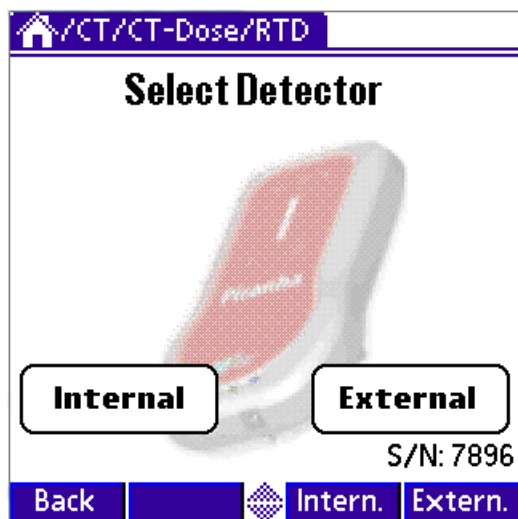 /CT/CT-Dose/RTD
Select Detector
Piranha
Internal External
S/N: 7896
Back Intern. Extern.